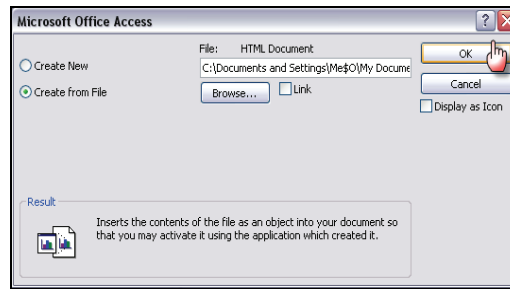 Microsoft Office Access
File: HTML Document
Create New
C:\Documents and Settings\Me$O\My Docume
OK
Create from File
Browse...
Link
Cancel
Display as Icon
Result
Inserts the contents of the file as an object into your document so
that you may activate it using the application which created it.